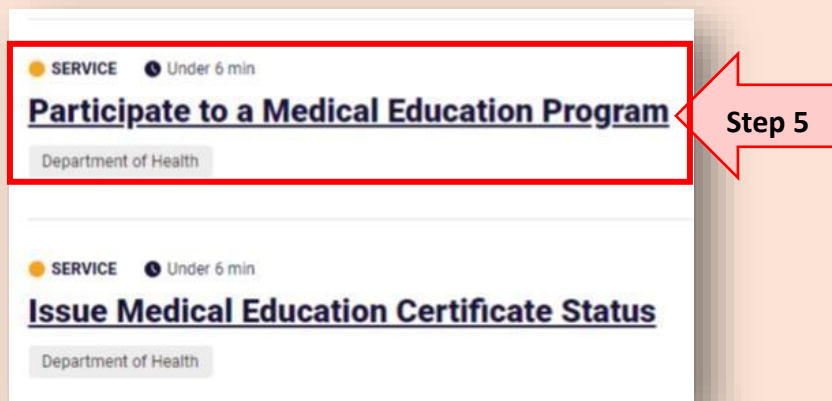 SERVICE Under 6 min
Participate to a Medical Education Program
Step 5
Department of Health
SERVICE Under 6 min
Issue Medical Education Certificate Status
Department of Health